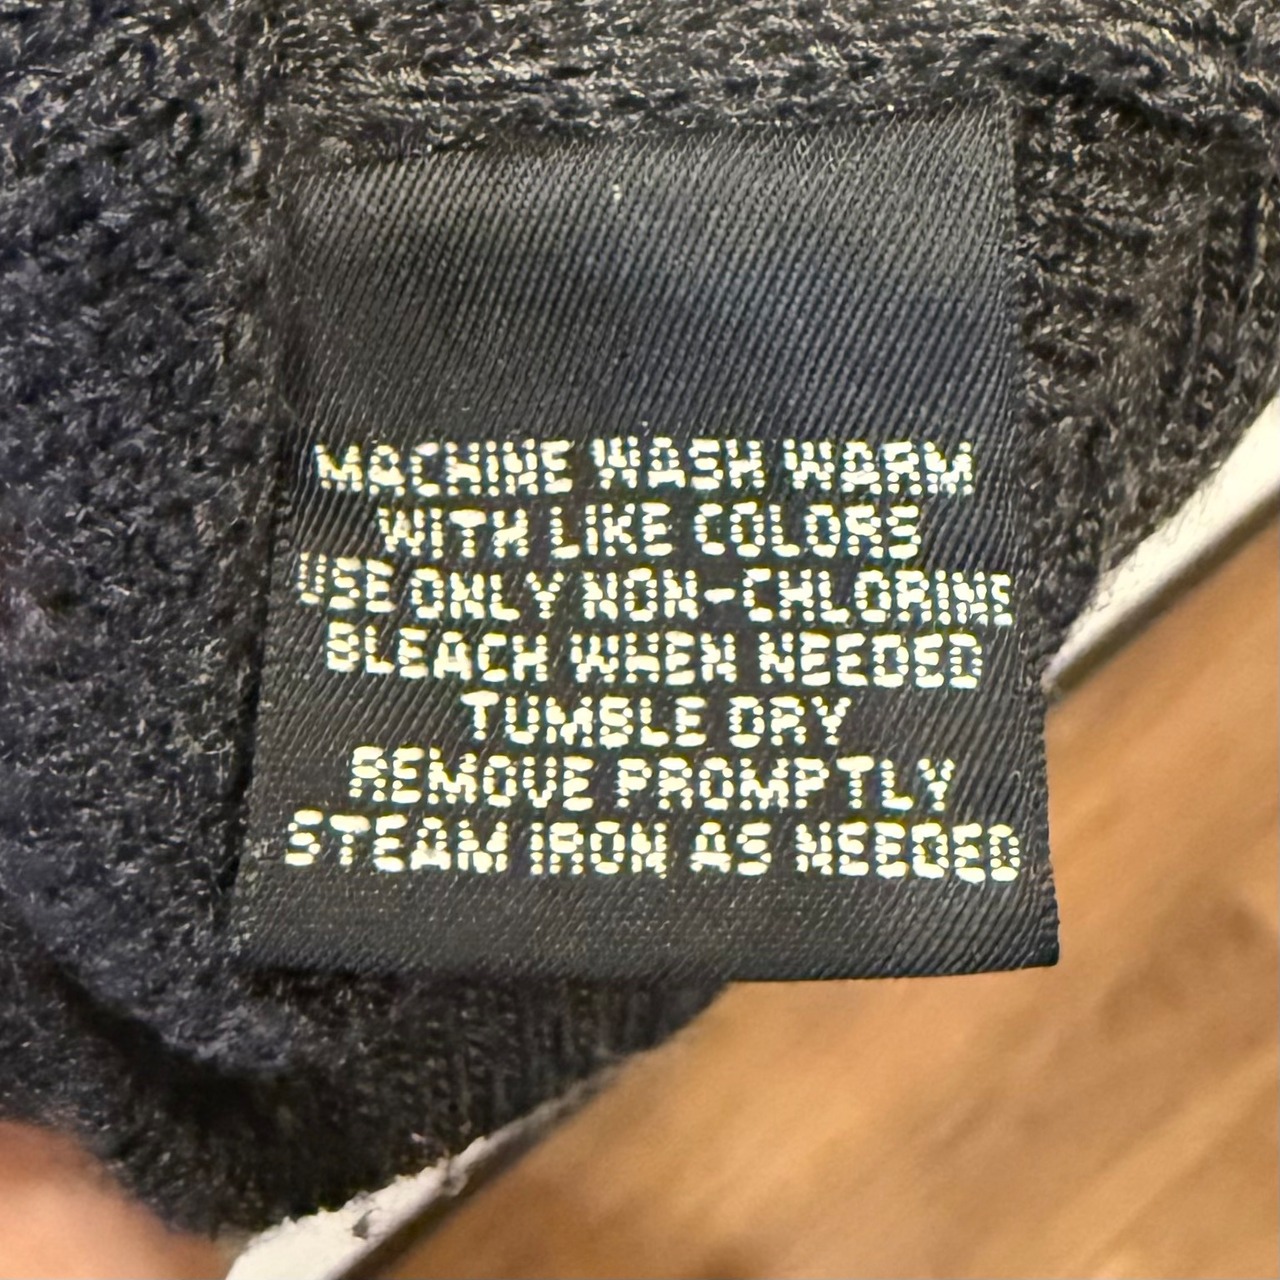 MACHINE WASH WARM
WITH LIKE COLORS
USE ONLY NON-CHLORINE
BLEACH WHEN NEEDED
TUMBLE DRY
REMOVE PROMPTLY
STEAM IRON AS NEEDED